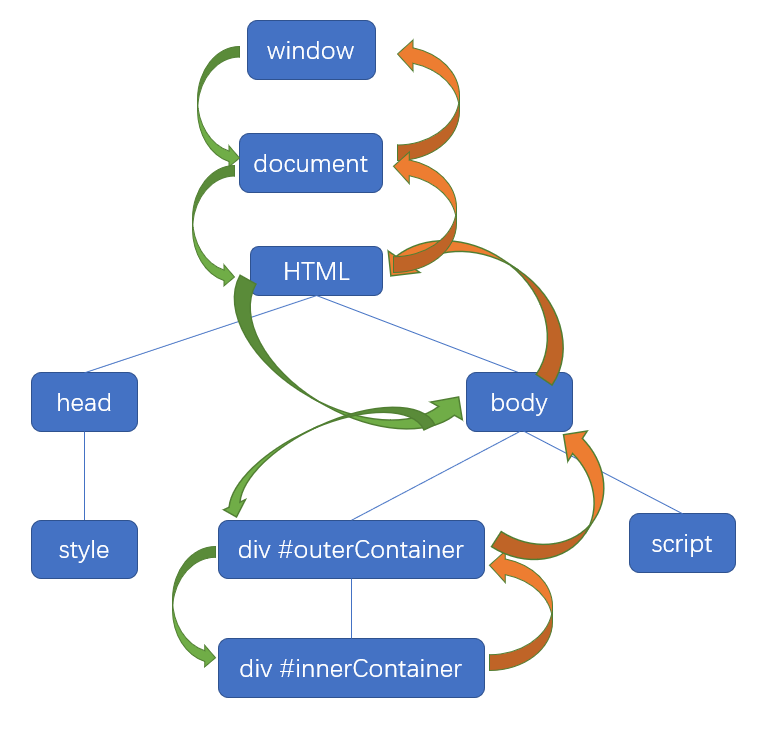 window
document
HTML
head
body
style
div #outerContainer
script
div #innerContainer